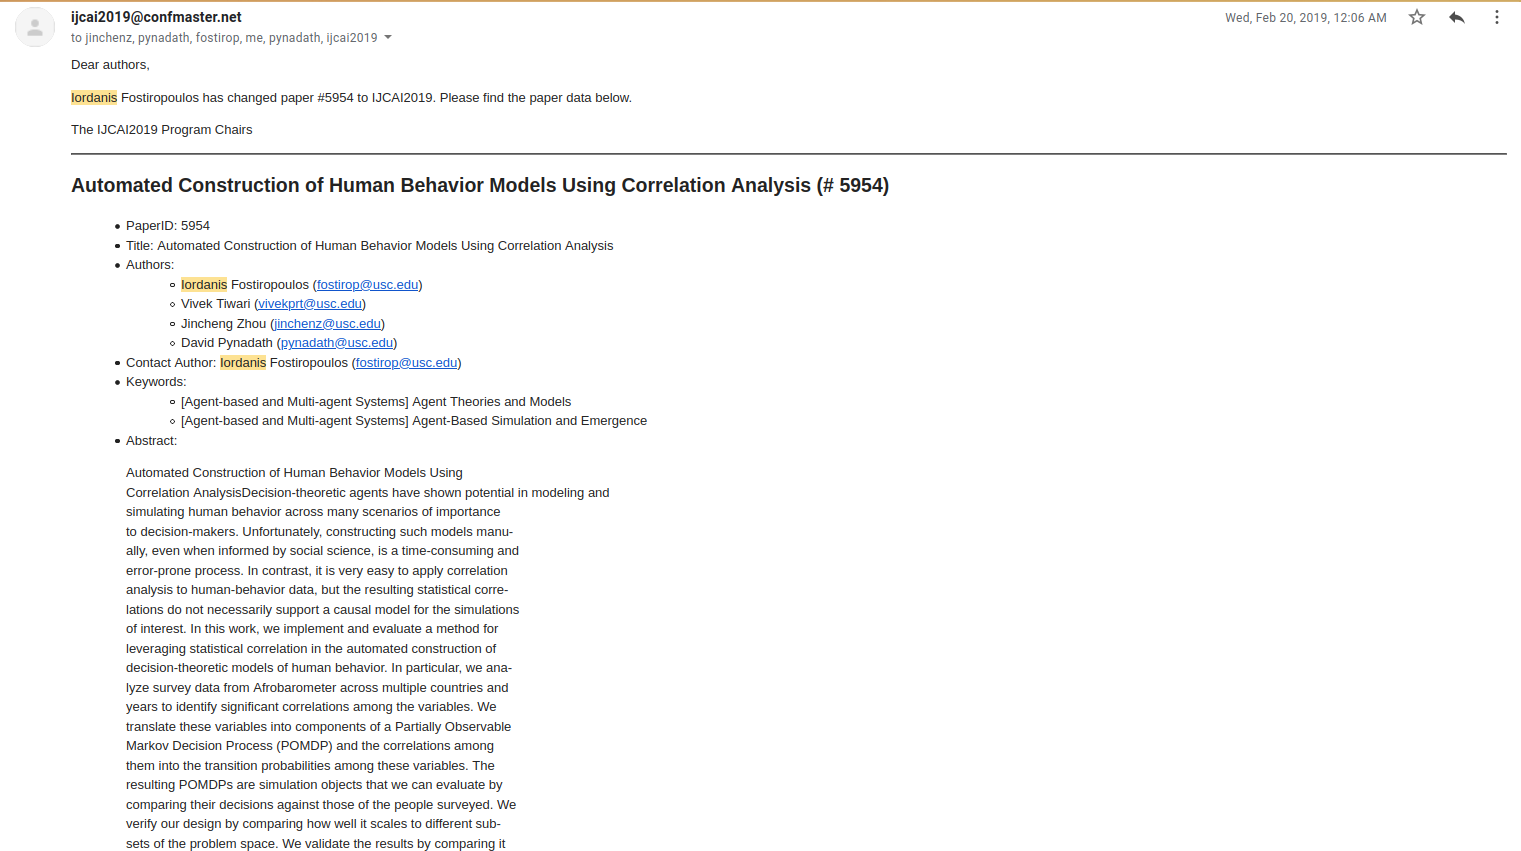 ijcai2019@confmaster.net
Wed, Feb 20, 2019, 12:06 AM
to jinchenz, pynadath, fostirop, me, pynadath, ijcai2019
Dear authors,
Iordanis Fostiropoulos has changed paper #5954 to IJCAI2019. Please find the paper data below.
The IJCAI2019 Program Chairs
Automated Construction of Human Behavior Models Using Correlation Analysis (# 5954)
PaperID: 5954
Title: Automated Construction of Human Behavior Models Using Correlation Analysis
Authors:
Iordanis Fostiropoulos (fostirop@usc.edu)
Vivek Tiwari (vivekprt@usc.edu)
Jincheng Zhou (jinchenz@usc.edu)
David Pynadath (pynadath@usc.edu)
Contact Author: Iordanis Fostiropoulos (fostirop@usc.edu)
Keywords:
[Agent-based and Multi-agent Systems] Agent Theories and Models
[Agent-based and Multi-agent Systems] Agent-Based Simulation and Emergence
Abstract:
Automated Construction of Human Behavior Models Using
Correlation AnalysisDecision-theoretic agents have shown potential in modeling and
simulating human behavior across many scenarios of importance
to decision-makers. Unfortunately, constructing such models manu-
ally, even when informed by social science, is a time-consuming and
error-prone process. In contrast, it is very easy to apply correlation
analysis to human-behavior data, but the resulting statistical corre-
lations do not necessarily support a causal model for the simulations
of interest. In this work, we implement and evaluate a method for
leveraging statistical correlation in the automated construction of
decision-theoretic models of human behavior. In particular, we ana-
lyze survey data from Afrobarometer across multiple countries and
years to identify significant correlations among the variables. We
translate these variables into components of a Partially Observable
Markov Decision Process (POMDP) and the correlations among
them into the transition probabilities among these variables. The
resulting POMDPs are simulation objects that we can evaluate by
comparing their decisions against those of the people surveyed. We
verify our design by comparing how well it scales to different sub-
sets of the problem space. We validate the results by comparing it